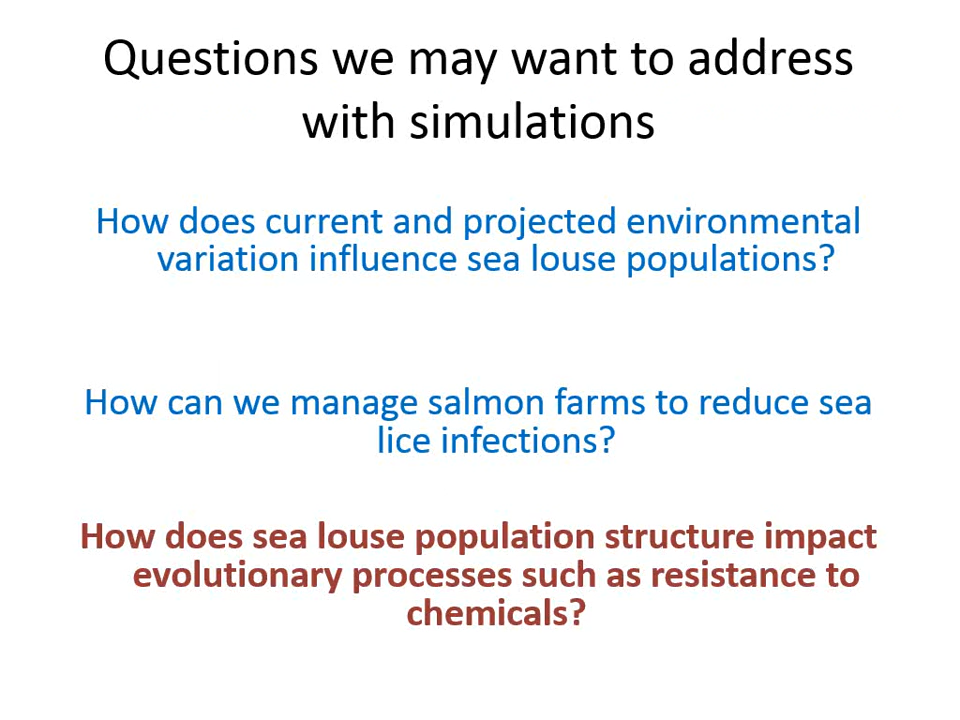 Questions we may want to address
with simulations
How does current and projected environmental
variation influence sea louse populations?
How can we manage salmon farms to reduce sea
lice infections?
How does sea louse population structure impact
evolutionary processes such as resistance to
chemicals?